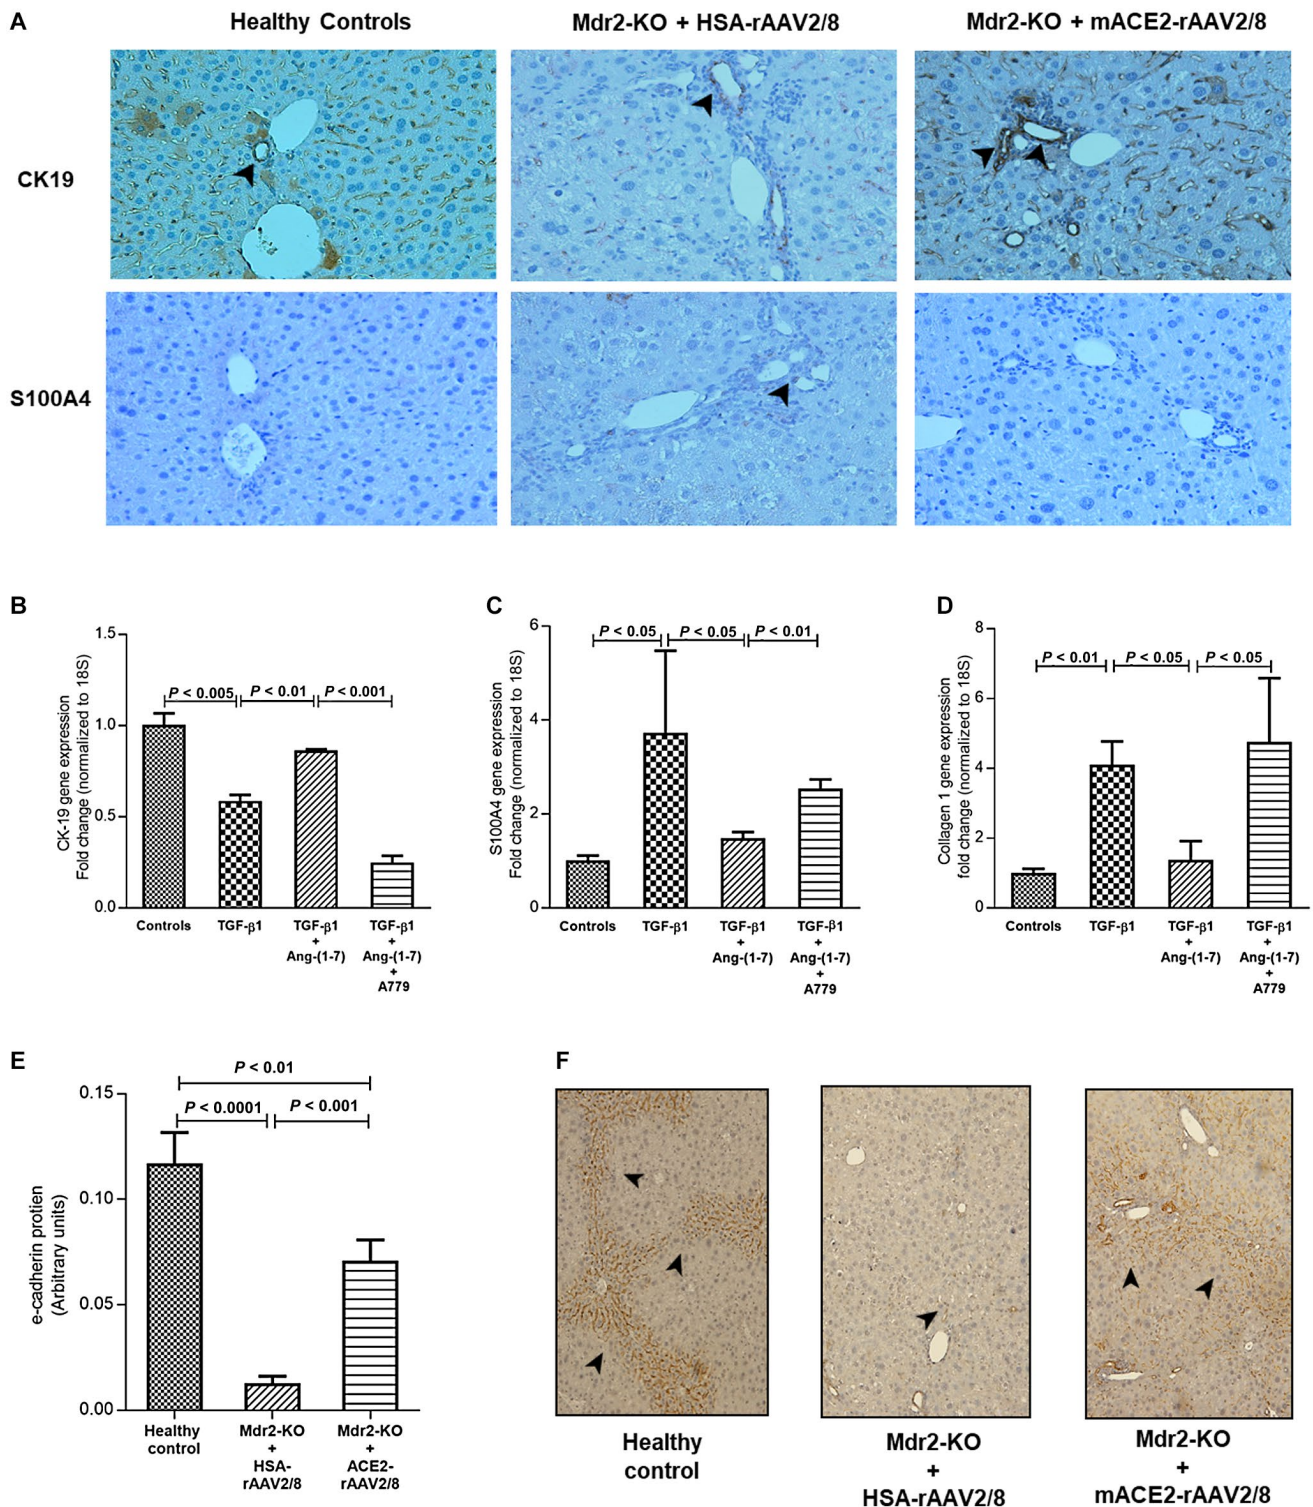 A
Healthy Controls
Mdr2-KO + HSA-rAAV2/8
Mdr2-KO + mACE2-rAAV2/8
CK19
S100A4
B
CK-19 gene expression
Fold change (normalized to 18S)
1.5
1.0
0.5
0.0
P < 0.005
P < 0.01
P < 0.001
Controls
TGF-β1
TGF-β1
+
Ang-(1-7)
TGF-β1
+
Ang-(1-7)
+
A779
C
S100A4 gene expression
Fold change (normalized to 18S)
6
4
2
0
P < 0.05
P < 0.05
P < 0.01
Controls
TGF-β1
TGF-β1
+
Ang-(1-7)
TGF-β1
+
Ang-(1-7)
+
A779
D
Collagen 1 gene expression
fold change (normalized to 18S)
8
6
4
2
0
P < 0.01
P < 0.05
P < 0.05
Controls
TGF-β1
TGF-β1
+
Ang-(1-7)
TGF-β1
+
Ang-(1-7)
+
A779
E
e-cadherin protien
(Arbitrary units)
0.15
0.10
0.05
0.00
P < 0.01
P < 0.0001
P < 0.001
Healthy
control
Mdr2-KO
+
HSA-
rAAV2/8
Mdr2-KO
+
ACE2-
rAAV2/8
F
Healthy
control
Mdr2-KO
+
HSA-rAAV2/8
Mdr2-KO
+
mACE2-rAAV2/8